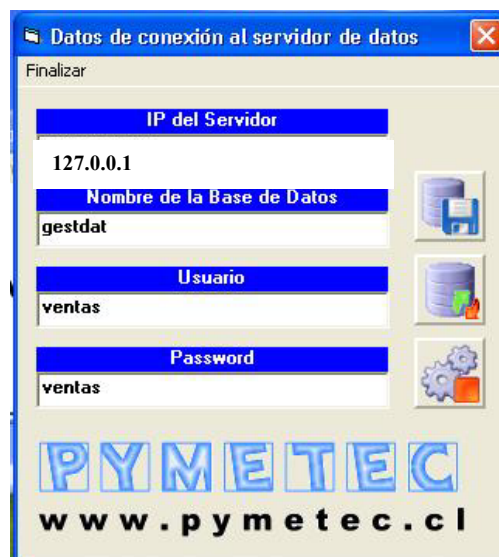 Datos de conexión al servidor de datos
Finalizar
IP del Servidor
127.0.0.1
Nombre de la Base de Datos
gestdat
Usuario
ventas
Password
ventas
PYMETEC
www.pymetec.cl